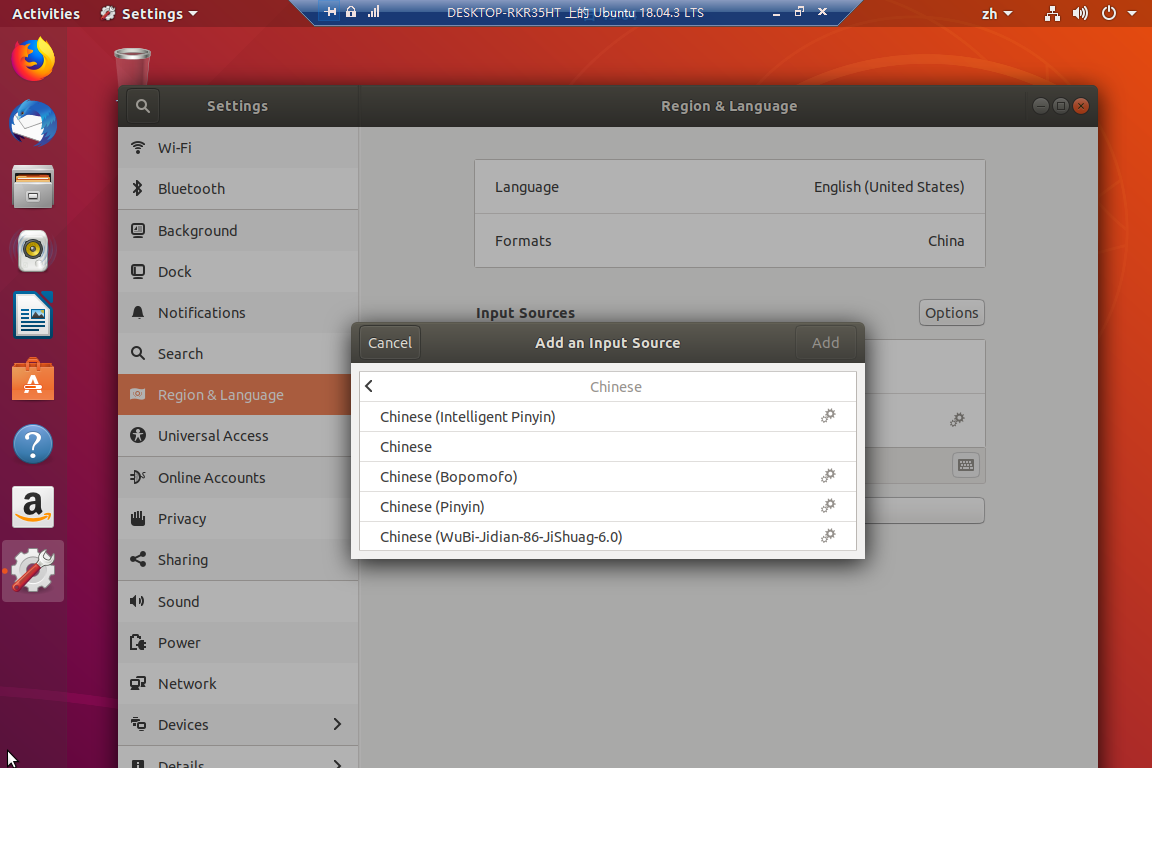 Activities
Settings
DESKTOP-RKR35HT 上的 Ubuntu 18.04.3 LTS
zh
Settings
Region & Language
Wi-Fi
Bluetooth
Background
Dock
Notifications
Search
Region & Language
Universal Access
Online Accounts
Privacy
Sharing
Sound
Power
Network
Devices
Details
Language
English (United States)
Formats
China
Input Sources
Options
Cancel
Add an Input Source
Add
Chinese
Chinese (Intelligent Pinyin)
Chinese
Chinese (Bopomofo)
Chinese (Pinyin)
Chinese (WuBi-Jidian-86-JiShuag-6.0)